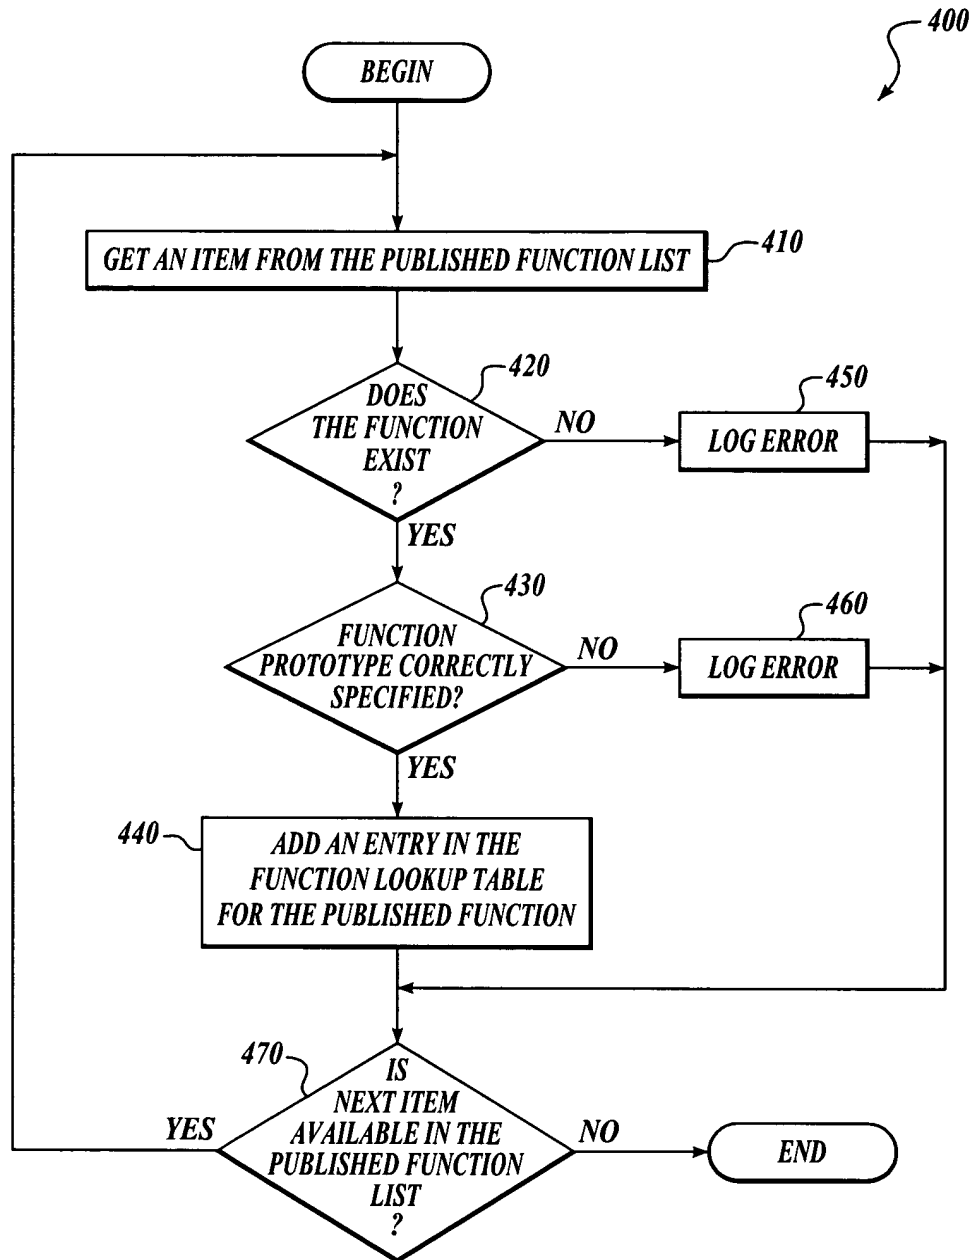 400
BEGIN
GET AN ITEM FROM THE PUBLISHED FUNCTION LIST
410
420
DOES
THE FUNCTION
EXIST
?
NO
450
LOG ERROR
YES
430
FUNCTION
PROTOTYPE CORRECTLY
SPECIFIED?
NO
460
LOG ERROR
YES
440
ADD AN ENTRY IN THE
FUNCTION LOOKUP TABLE
FOR THE PUBLISHED FUNCTION
470
IS
NEXT ITEM
AVAILABLE IN THE
PUBLISHED FUNCTION
LIST
?
YES
NO
END